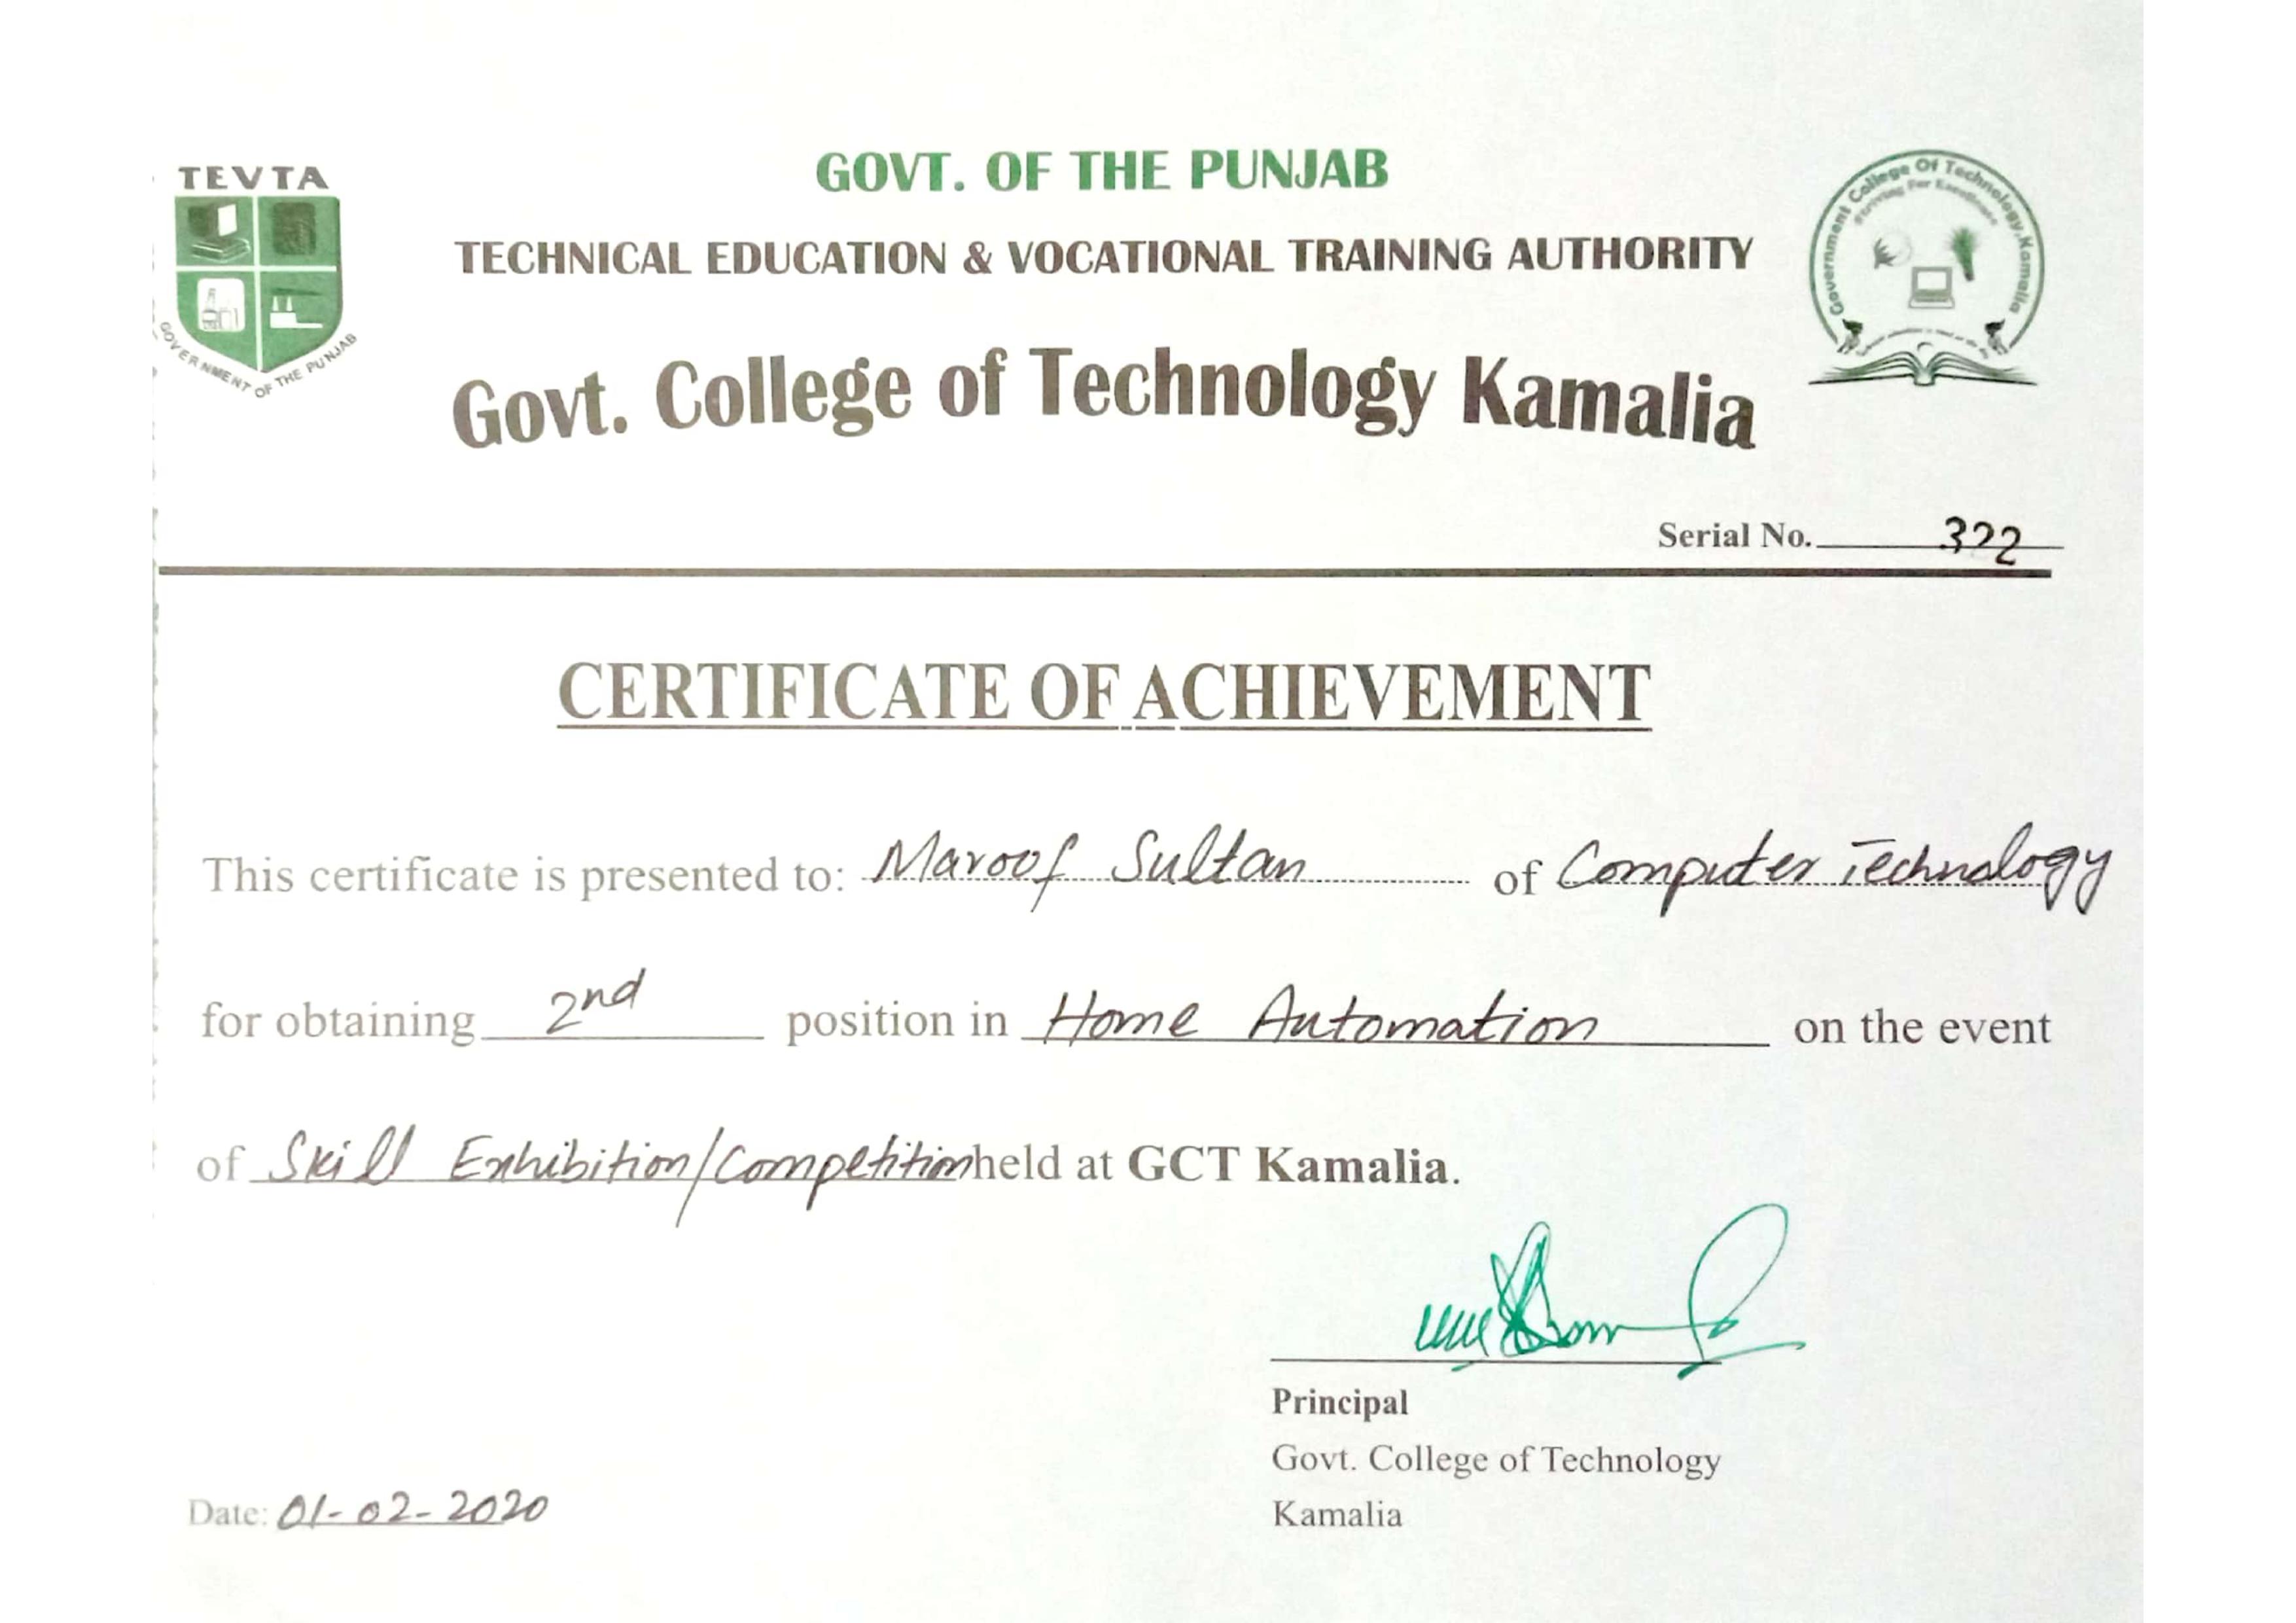 TEVTA
GOVERNMENT OF THE PUNJAB
GOVT. OF THE PUNJAB
TECHNICAL EDUCATION & VOCATIONAL TRAINING AUTHORITY
Govt. College of Technology Kamalia
Government College Of Technology, Kamalia
Striving For Excellence
Serial No. 322
CERTIFICATE OF ACHIEVEMENT
This certificate is presented to: Maroof Sultan of Computer Technology
for obtaining 2nd position in Home Automation on the event
of Skill Exhibition/Competition held at GCT Kamalia.
Principal
Govt. College of Technology
Kamalia
Date: 01-02-2020